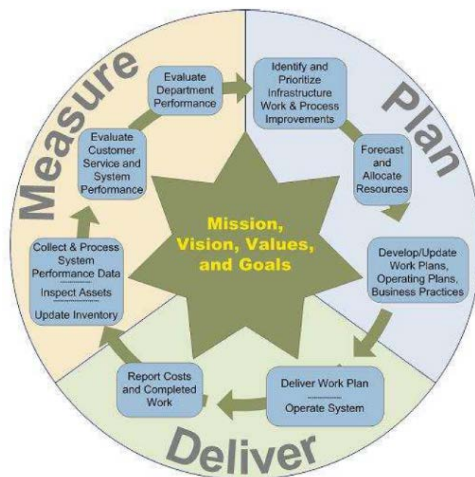 Measure
Plan
Deliver
Evaluate
Department
Performance
Identify and
Prioritize
Infrastructure
Work & Process
Improvements
Forecast
and
Allocate
Resources
Develop/Update
Work Plans,
Operating Plans,
Business Practices
Deliver Work Plan
Operate System
Report Costs
and Completed
Work
Collect & Process
System
Performance Data
Inspect Assets
Update Inventory
Evaluate
Customer
Service and
System
Performance
Mission,
Vision, Values,
and Goals